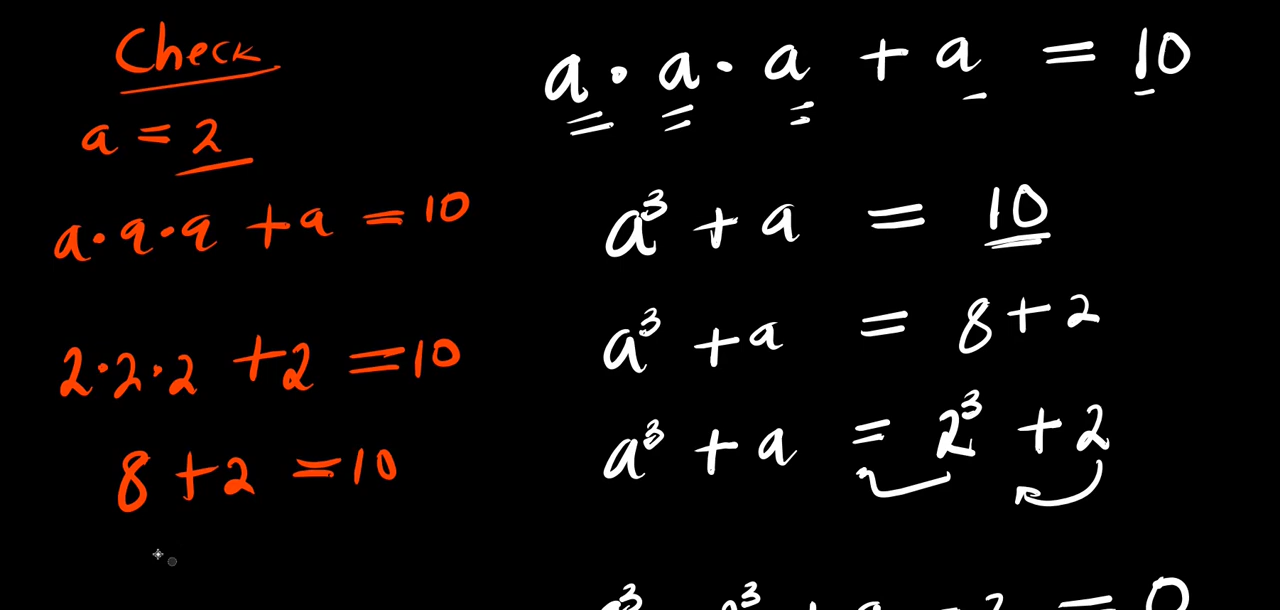 Check
a = 2
a·a·a + a = 10
2·2·2 + 2 = 10
8 + 2 = 10
a · a · a + a = 10
a³ + a = 10
a³ + a = 8 + 2
a³ + a = 2³ + 2